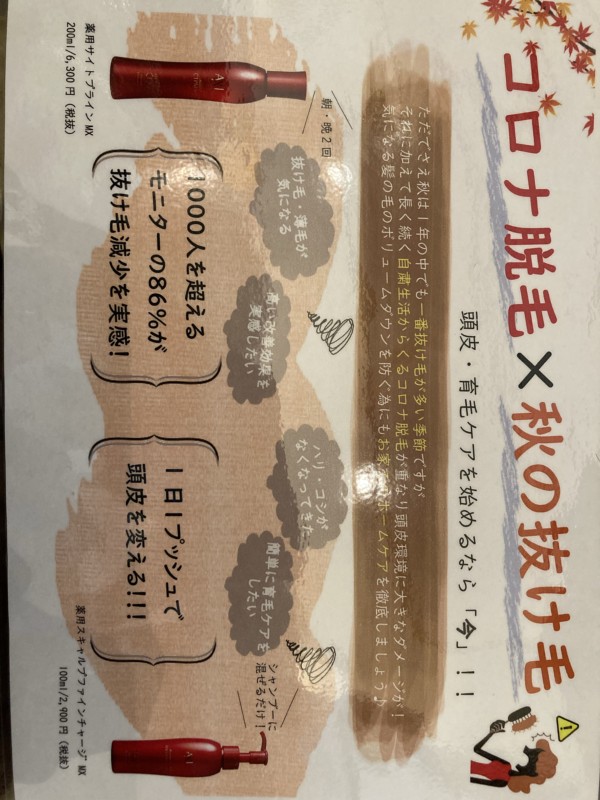 コロナ脱毛×秋の抜け毛
頭皮・育毛ケアを始めるなら「今」！！
ただでさえ秋は1年の中でも一番抜け毛が多い季節ですが
それに加えて長く続く自粛生活からくるコロナ脱毛が重なり頭皮環境に大きなダメージが！
気になる髪の毛のボリュームダウンを防ぐ為にもお家でのホームケアを徹底しましょう♪
朝・晩2回
抜け毛・薄毛が
気になる
高い改善効果を
実感したい
ハリ・コシが
なくなってきた
簡単に育毛ケアを
したい
シャンプーに
混ぜるだけ！
1000人を超える
モニターの86%が
抜け毛減少を実感！
1日1プッシュで
頭皮を変える!!!
薬用サイトプライン MX
200ml/6,300円（税抜）
薬用スキャルプファインチャージ MX
100ml/2,900円（税抜）